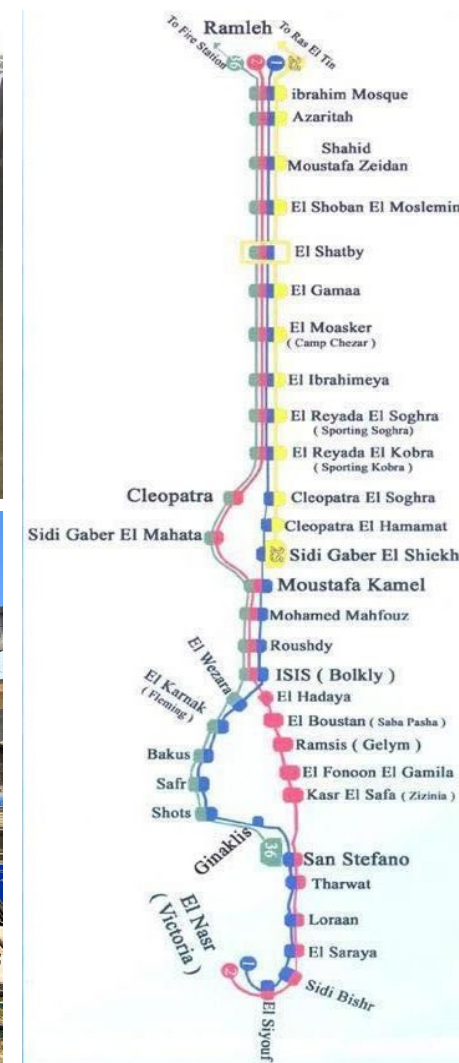 Ramleh
To Fire Station
To Ras El Tin
36
2
1
25
ibrahim Mosque
Azaritah
Shahid
Moustafa Zeidan
El Shoban El Moslemin
El Shatby
El Gamaa
El Moasker
( Camp Chezar )
El Ibrahimeya
El Reyada El Soghra
( Sporting Soghra)
El Reyada El Kobra
( Sporting Kobra )
Cleopatra
Cleopatra El Soghra
Cleopatra El Hamamat
Sidi Gaber El Mahata
25
Sidi Gaber El Shiekh
Moustafa Kamel
Mohamed Mahfouz
Roushdy
ISIS ( Bolkly )
El Wezara
El Hadaya
El Karnak
( Fleming )
El Boustan ( Saba Pasha )
Ramsis ( Gelym )
Bakus
El Fonoon El Gamila
Safr
Kasr El Safa ( Zizinia )
Shots
Ginaklis
36
San Stefano
Tharwat
Loraan
El Saraya
El Nasr
( Victoria )
2
1
Sidi Bishr
El Siyouf